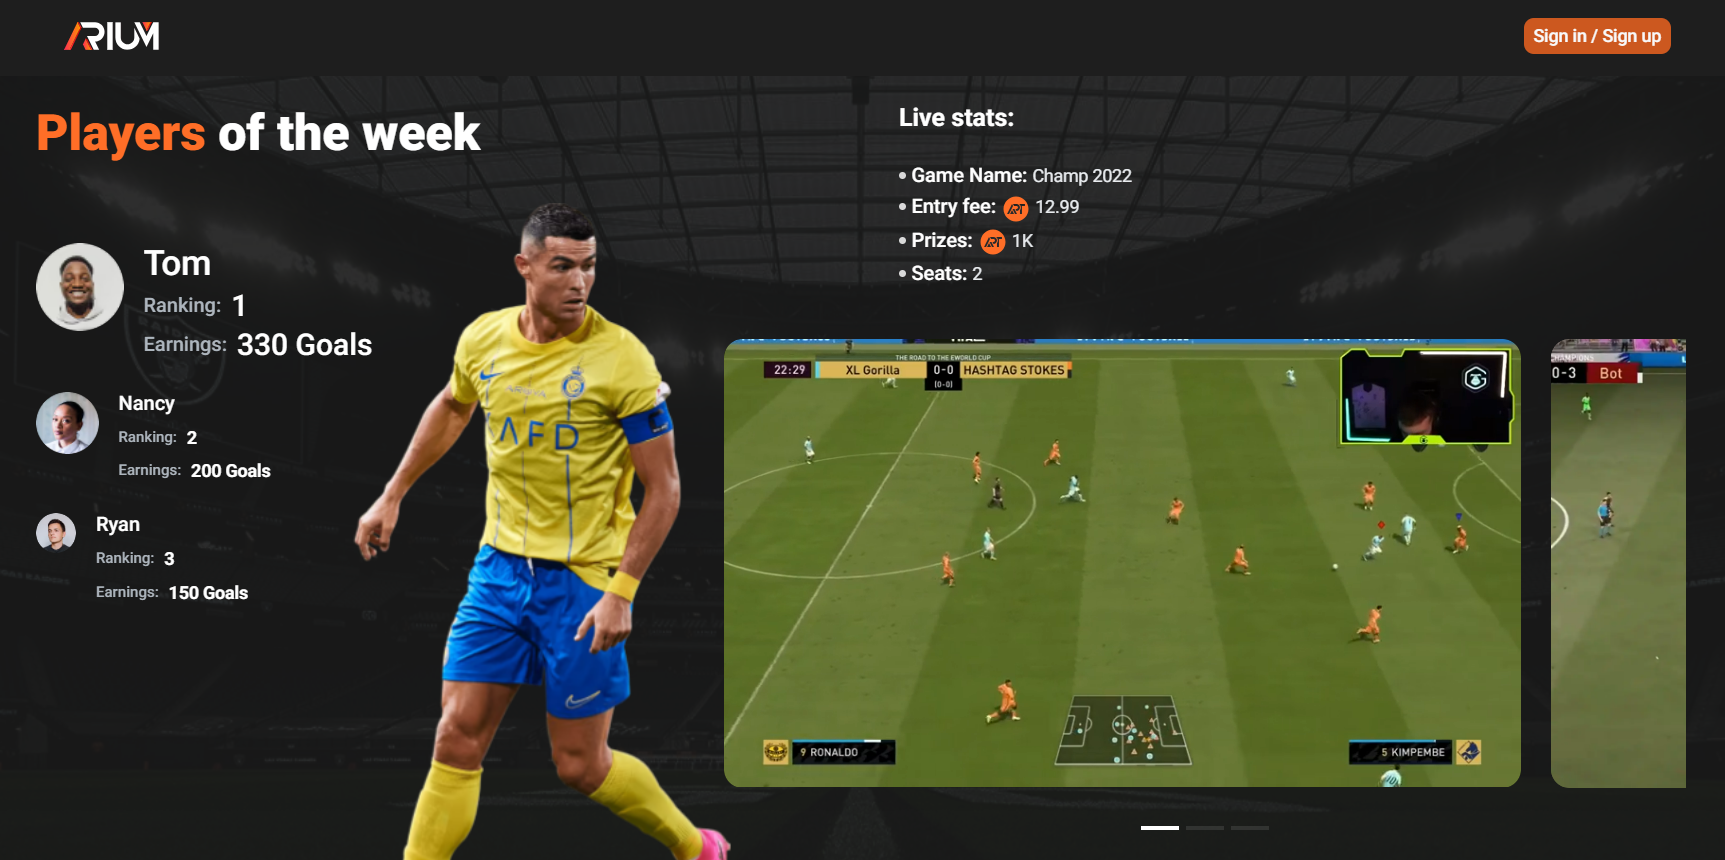 ARIUM
Sign in / Sign up
Players of the week
Live stats:
• Game Name: Champ 2022
• Entry fee: ART 12.99
• Prizes: ART 1K
• Seats: 2
Tom
Ranking: 1
Earnings: 330 Goals
Nancy
Ranking: 2
Earnings: 200 Goals
Ryan
Ranking: 3
Earnings: 150 Goals
AFD
THE ROAD TO THE EWORLD CUP
22:29 XL Gorilla 0-0 HASHTAG STOKES
(0-0)
9 RONALDO
5 KIMPEMBE
CHAMPIONS
0-3 Bot